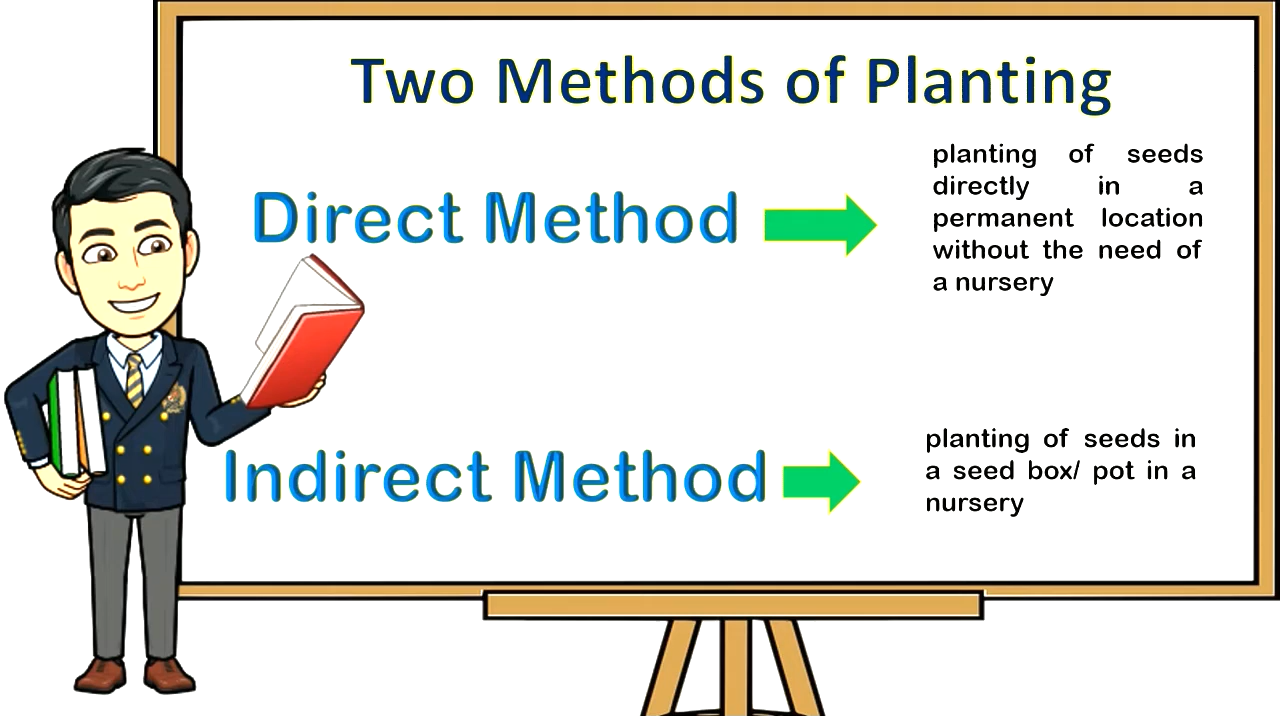 Two Methods of Planting
Direct Method
planting of seeds
directly in a
permanent location
without the need of
a nursery
Indirect Method
planting of seeds in
a seed box/ pot in a
nursery